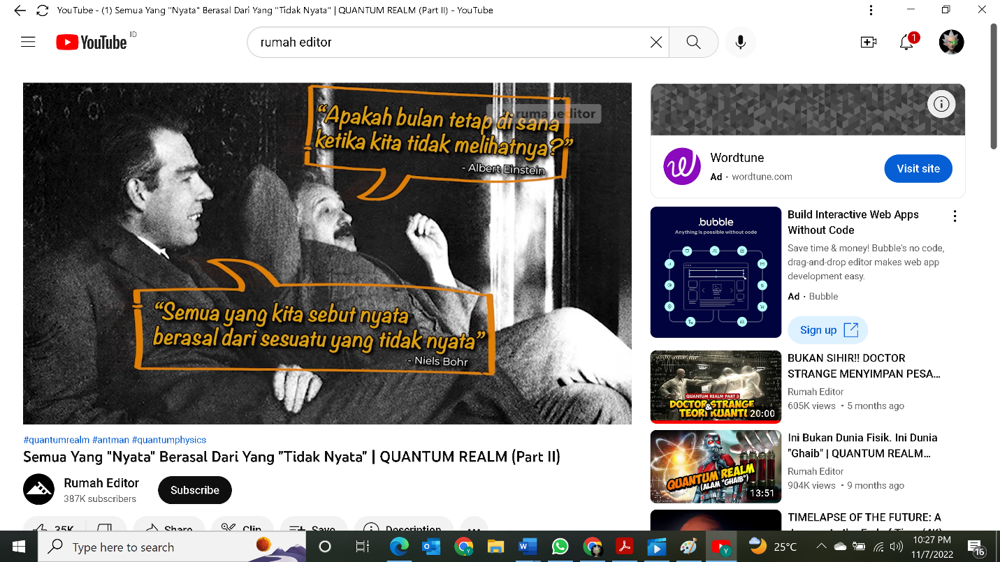 YouTube - (1) Semua Yang "Nyata" Berasal Dari Yang "Tidak Nyata" | QUANTUM REALM (Part II) - YouTube
YouTube ID
rumah editor
1
rumaheditor
“Apakah bulan tetap di sana
ketika kita tidak melihatnya?”
- Albert Einstein
“Semua yang kita sebut nyata
berasal dari sesuatu yang tidak nyata”
- Niels Bohr
#quantumrealm #antman #quantumphysics
Semua Yang "Nyata" Berasal Dari Yang "Tidak Nyata" | QUANTUM REALM (Part II)
Rumah Editor
387K subscribers
Subscribe
35K
Share
Clip
Save
Description
Wordtune
Ad · wordtune.com
Visit site
.bubble
Anything is possible without code
Build Interactive Web Apps
Without Code
Save time & money! Bubble's no code,
drag-and-drop editor makes web app
development easy.
Ad · Bubble
Sign up
QUANTUM REALM PART 3
DOCTOR STRANGE
&
TEORI KUANT
20:00
BUKAN SIHIR!! DOCTOR
STRANGE MENYIMPAN PESA...
Rumah Editor
605K views · 5 months ago
QUANTUM REALM
(ALAM "GHAIB")
13:51
Ini Bukan Dunia Fisik. Ini Dunia
"Ghaib" | QUANTUM REALM...
Rumah Editor
904K views · 9 months ago
TIMELAPSE OF THE FUTURE: A
Type here to search
25°C
10:27 PM
11/7/2022
16